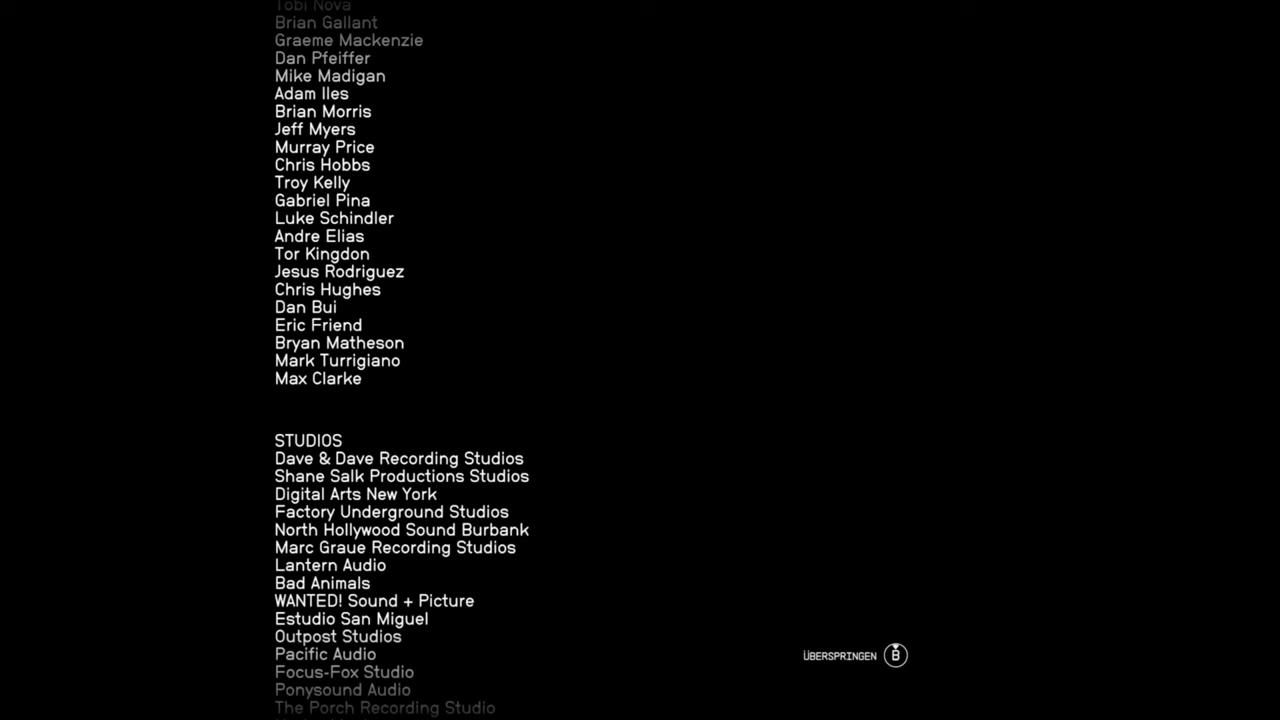 Tobi Nova
Brian Gallant
Graeme Mackenzie
Dan Pfeiffer
Mike Madigan
Adam Iles
Brian Morris
Jeff Myers
Murray Price
Chris Hobbs
Troy Kelly
Gabriel Pina
Luke Schindler
Andre Elias
Tor Kingdon
Jesus Rodriguez
Chris Hughes
Dan Bui
Eric Friend
Bryan Matheson
Mark Turrigiano
Max Clarke
STUDIOS
Dave & Dave Recording Studios
Shane Salk Productions Studios
Digital Arts New York
Factory Underground Studios
North Hollywood Sound Burbank
Marc Graue Recording Studios
Lantern Audio
Bad Animals
WANTED! Sound + Picture
Estudio San Miguel
Outpost Studios
Pacific Audio
Focus-Fox Studio
Ponysound Audio
The Porch Recording Studio
ÜBERSPRINGEN B